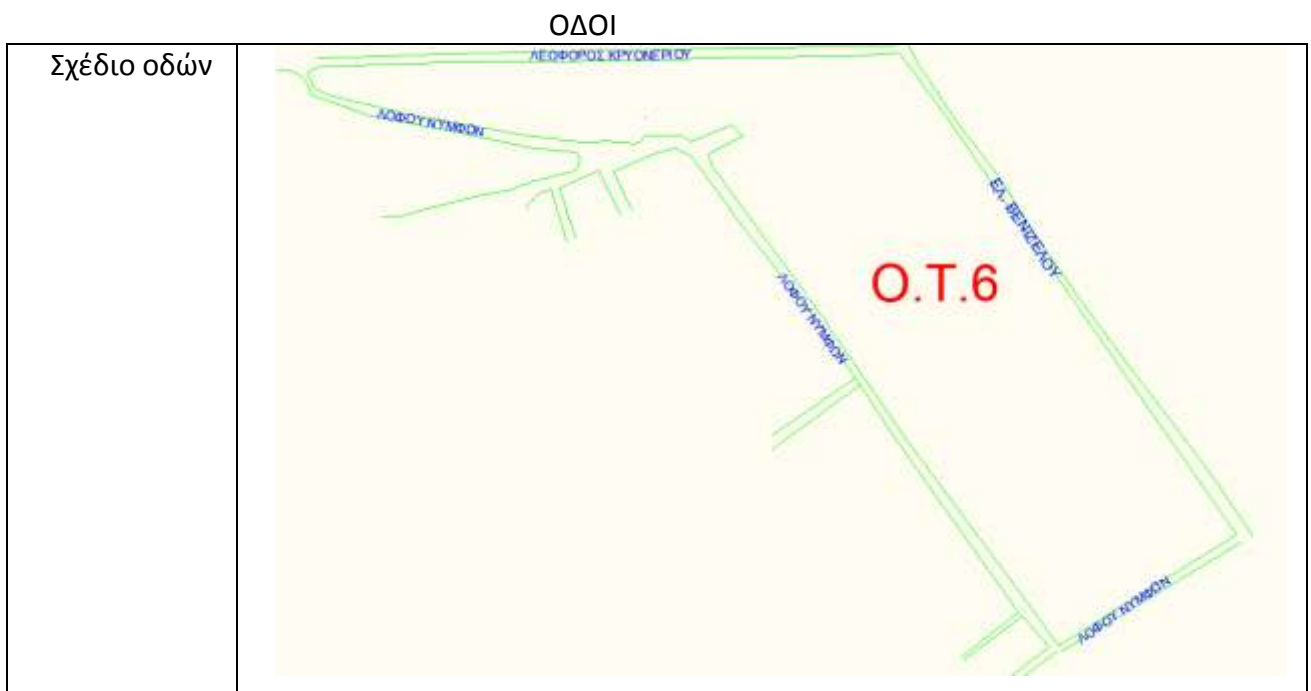 ΟΔΟΙ
Σχέδιο οδών
ΛΕΩΦΟΡΟΣ ΚΡΥΟΝΕΡΙΟΥ
ΛΟΦΟΥ ΝΥΜΦΩΝ
ΕΛ. ΒΕΝΙΖΕΛΟΥ
Ο.Τ.6
ΛΟΦΟΥ ΝΥΜΦΩΝ
ΛΟΦΟΥ ΝΥΜΦΩΝ